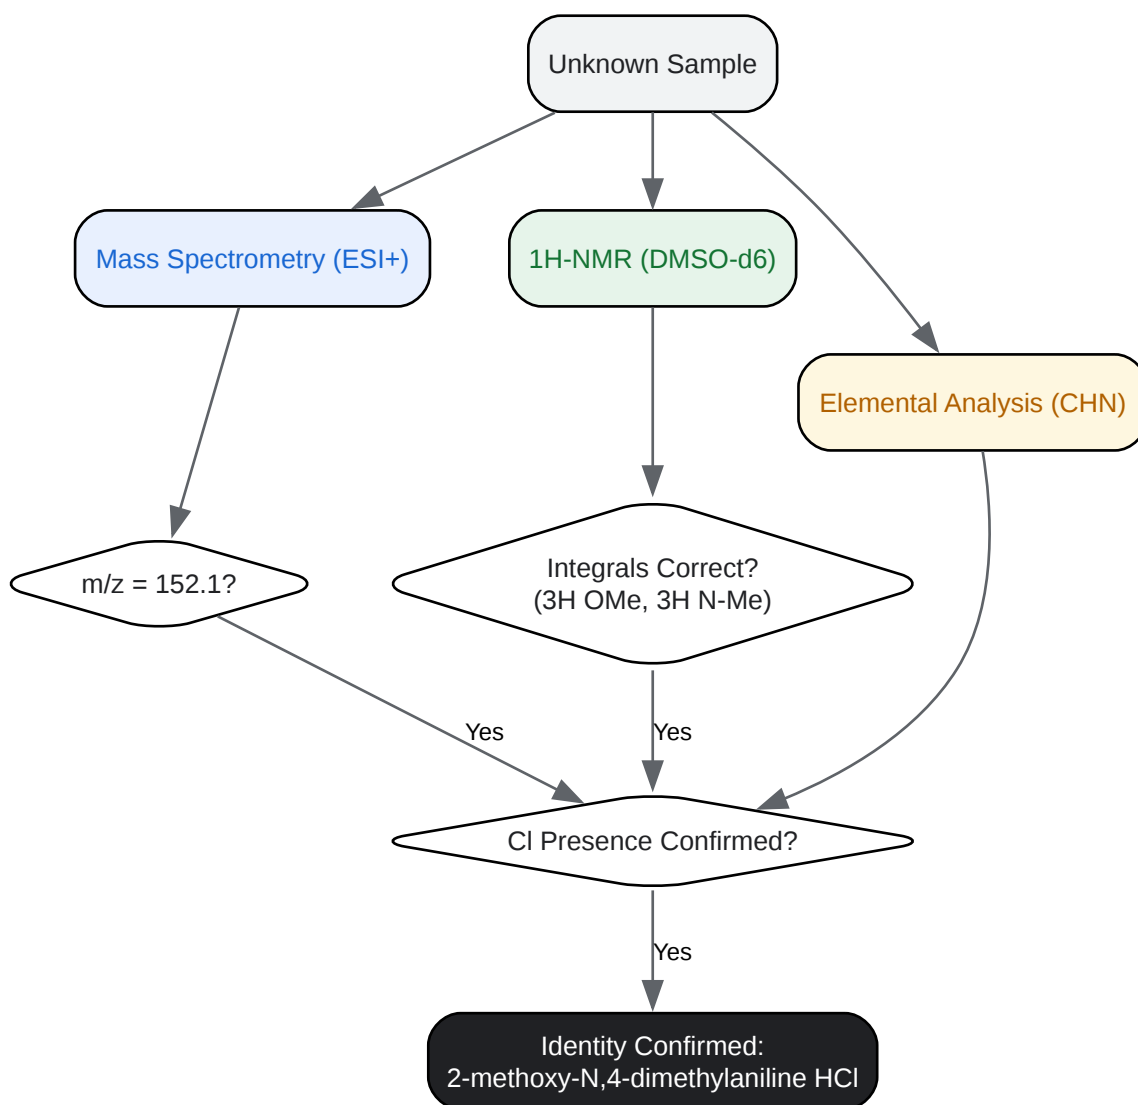 Unknown Sample
Mass Spectrometry (ESI+)
1H-NMR (DMSO-d6)
Elemental Analysis (CHN)
m/z = 152.1?
Integrals Correct?
(3H OMe, 3H N-Me)
Yes
Yes
Cl Presence Confirmed?
Yes
Identity Confirmed:
2-methoxy-N,4-dimethylaniline HCl